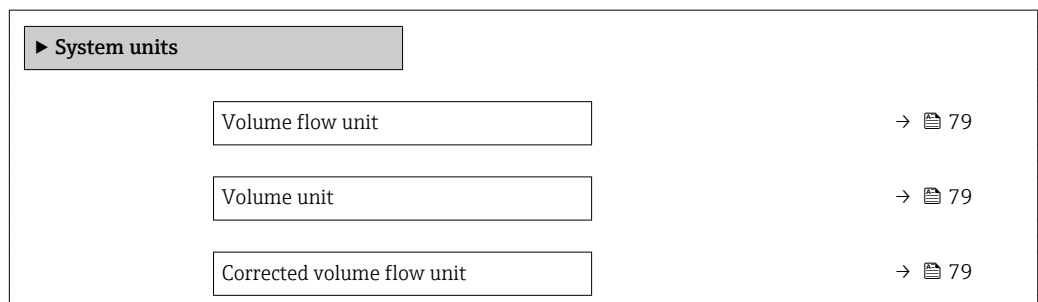 ▶ System units
Volume flow unit → 79
Volume unit → 79
Corrected volume flow unit → 79